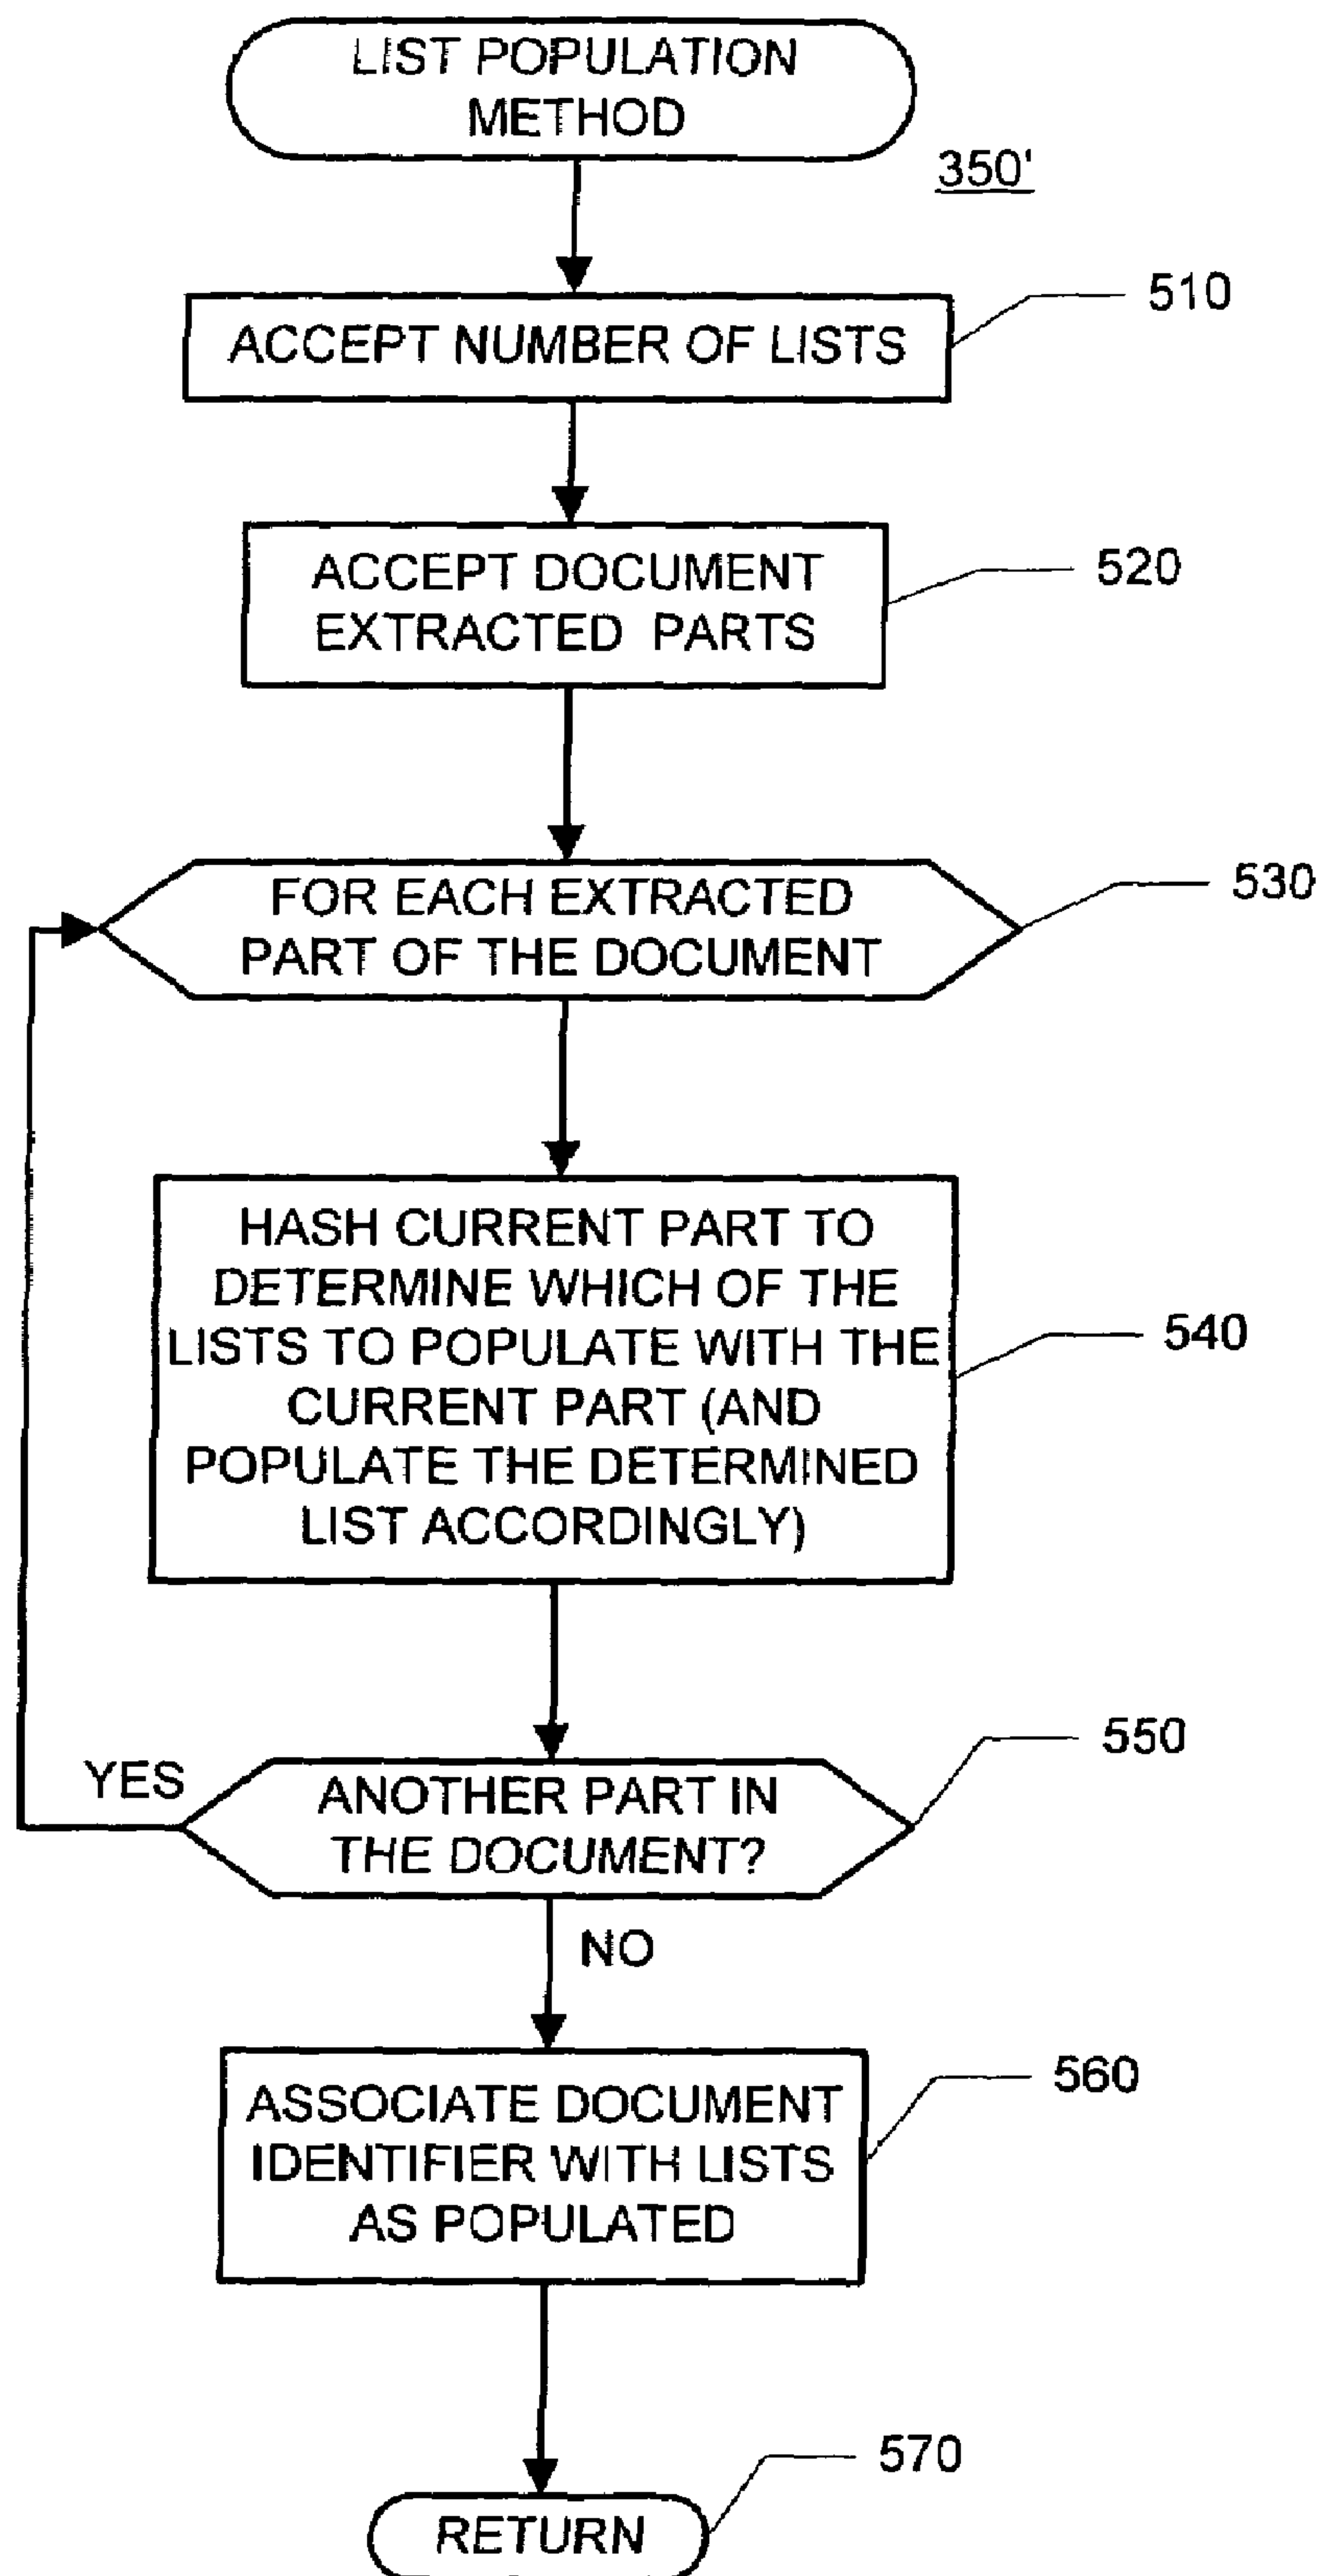 LIST POPULATION
METHOD
350'
ACCEPT NUMBER OF LISTS
510
ACCEPT DOCUMENT
EXTRACTED PARTS
520
FOR EACH EXTRACTED
PART OF THE DOCUMENT
530
HASH CURRENT PART TO
DETERMINE WHICH OF THE
LISTS TO POPULATE WITH THE
CURRENT PART (AND
POPULATE THE DETERMINED
LIST ACCORDINGLY)
540
YES
ANOTHER PART IN
THE DOCUMENT?
550
NO
ASSOCIATE DOCUMENT
IDENTIFIER WITH LISTS
AS POPULATED
560
RETURN
570